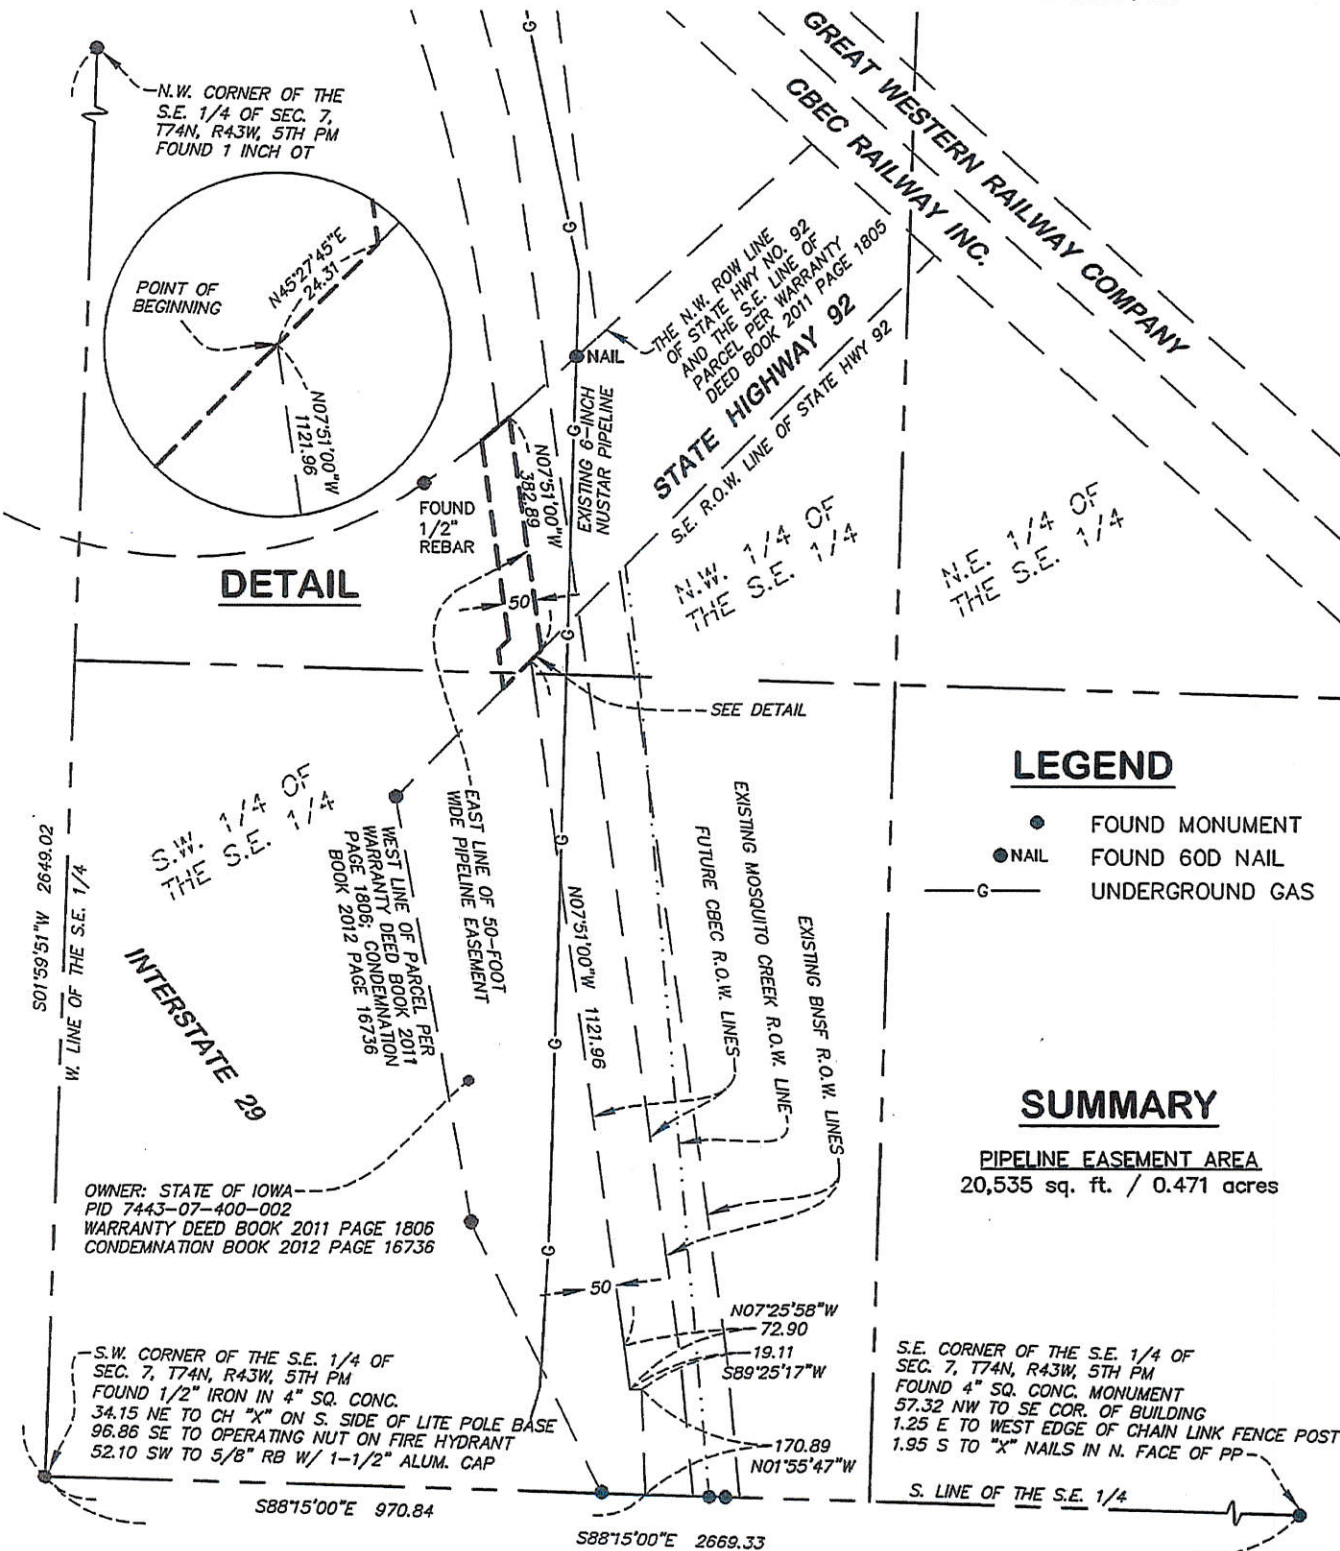 GREAT WESTERN RAILWAY COMPANY
CBEC RAILWAY INC.
N.W. CORNER OF THE
S.E. 1/4 OF SEC. 7,
T74N, R43W, 5TH PM
FOUND 1 INCH OT
POINT OF
BEGINNING
N45°27'45"E
24.31
N07°51'00"W
1121.96
DETAIL
G
G
NAIL
THE N.W. ROW LINE
OF STATE HWY NO. 92
AND THE S.E. LINE OF
PARCEL PER WARRANTY
DEED BOOK 2011 PAGE 1805
STATE HIGHWAY 92
S.E. R.O.W. LINE OF STATE HWY 92
EXISTING 6-INCH
NUSTAR PIPELINE
G
N07°51'00"W
382.89
FOUND
1/2"
REBAR
50
G
N.W. 1/4 OF
THE S.E. 1/4
N.E. 1/4 OF
THE S.E. 1/4
SEE DETAIL
S.W. 1/4 OF
THE S.E. 1/4
S01°59'51"W 2649.02
W. LINE OF THE S.E. 1/4
INTERSTATE 29
EAST LINE OF 50-FOOT
WIDE PIPELINE EASEMENT
WEST LINE OF PARCEL PER
WARRANTY DEED BOOK 2011
PAGE 1806; CONDEMNATION
BOOK 2012 PAGE 16736
G
N07°51'00"W 1121.96
G
FUTURE CBEC R.O.W. LINES
EXISTING MOSQUITO CREEK R.O.W. LINE
EXISTING BNSF R.O.W. LINES
LEGEND
FOUND MONUMENT
NAIL FOUND 60D NAIL
G UNDERGROUND GAS
SUMMARY
PIPELINE EASEMENT AREA
20,535 sq. ft. / 0.471 acres
OWNER: STATE OF IOWA
PID 7443-07-400-002
WARRANTY DEED BOOK 2011 PAGE 1806
CONDEMNATION BOOK 2012 PAGE 16736
G
50
N07°25'58"W
72.90
19.11
S89°25'17"W
170.89
N01°55'47"W
S.W. CORNER OF THE S.E. 1/4 OF
SEC. 7, T74N, R43W, 5TH PM
FOUND 1/2" IRON IN 4" SQ. CONC.
34.15 NE TO CH "X" ON S. SIDE OF LITE POLE BASE
96.86 SE TO OPERATING NUT ON FIRE HYDRANT
52.10 SW TO 5/8" RB W/ 1-1/2" ALUM. CAP
S.E. CORNER OF THE S.E. 1/4 OF
SEC. 7, T74N, R43W, 5TH PM
FOUND 4" SQ. CONC. MONUMENT
57.32 NW TO SE COR. OF BUILDING
1.25 E TO WEST EDGE OF CHAIN LINK FENCE POST
1.95 S TO "X" NAILS IN N. FACE OF PP
S. LINE OF THE S.E. 1/4
S88°15'00"E 970.84
S88°15'00"E 2669.33